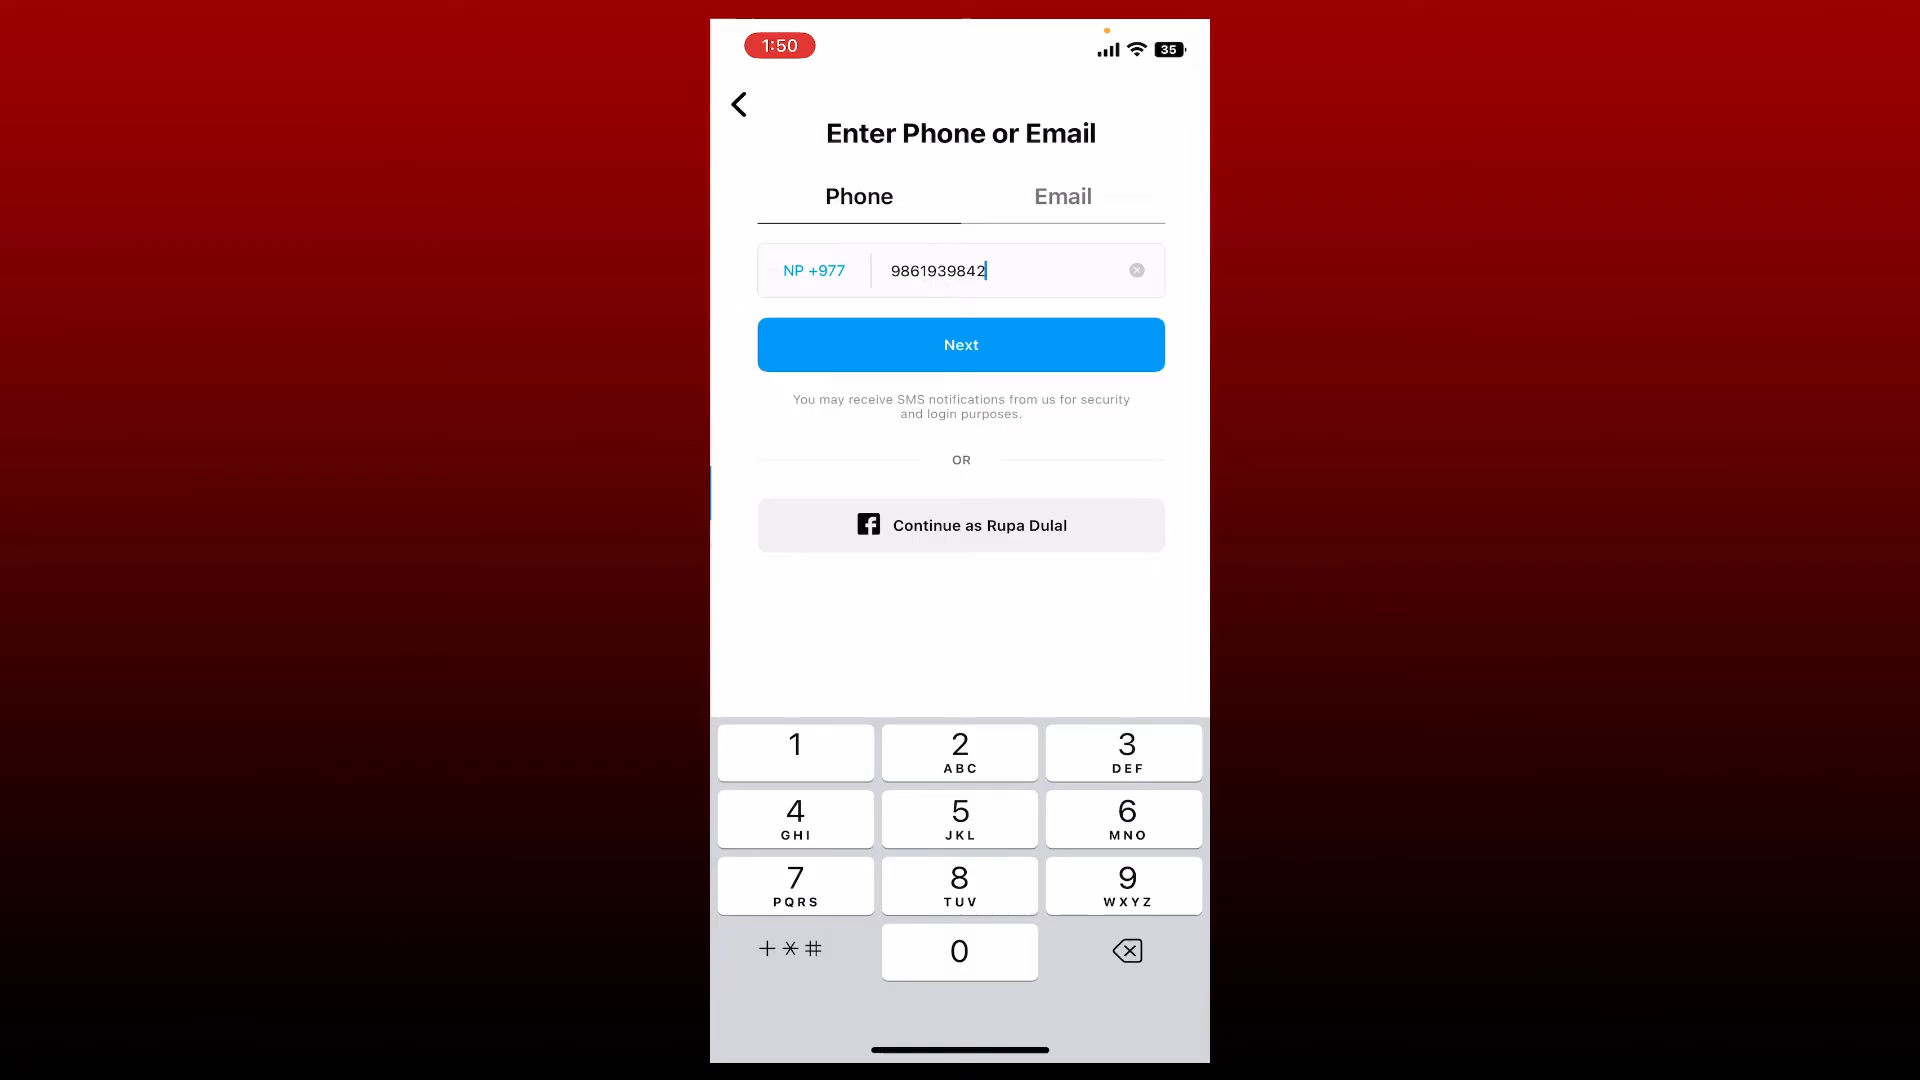 1:50
35
Enter Phone or Email
Phone Email
NP +977 9861939842
Next
You may receive SMS notifications from us for security
and login purposes.
OR
Continue as Rupa Dulal
1 2 3
ABC DEF
4 5 6
GHI JKL MNO
7 8 9
PQRS TUV WXYZ
+*# 0